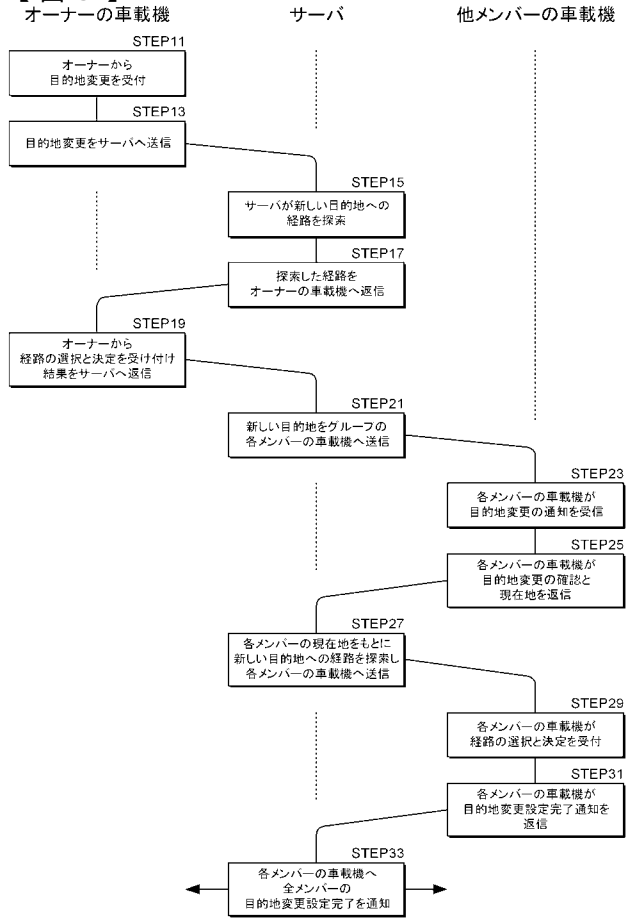 オーナーの車載機
サーバ
他メンバーの車載機
STEP11
オーナーから
目的地変更を受付
STEP13
目的地変更をサーバへ送信
STEP15
サーバが新しい目的地への
経路を探索
STEP17
探索した経路を
オーナーの車載機へ返信
STEP19
オーナーから
経路の選択と決定を受け付け
結果をサーバへ返信
STEP21
新しい目的地をグループの
各メンバーの車載機へ送信
STEP23
各メンバーの車載機が
目的地変更の通知を受信
STEP25
各メンバーの車載機が
目的地変更の確認と
現在地を返信
STEP27
各メンバーの現在地をもとに
新しい目的地への経路を探索し
各メンバーの車載機へ送信
STEP29
各メンバーの車載機が
経路の選択と決定を受付
STEP31
各メンバーの車載機が
目的地変更設定完了通知を
返信
STEP33
各メンバーの車載機へ
全メンバーの
目的地変更設定完了を通知